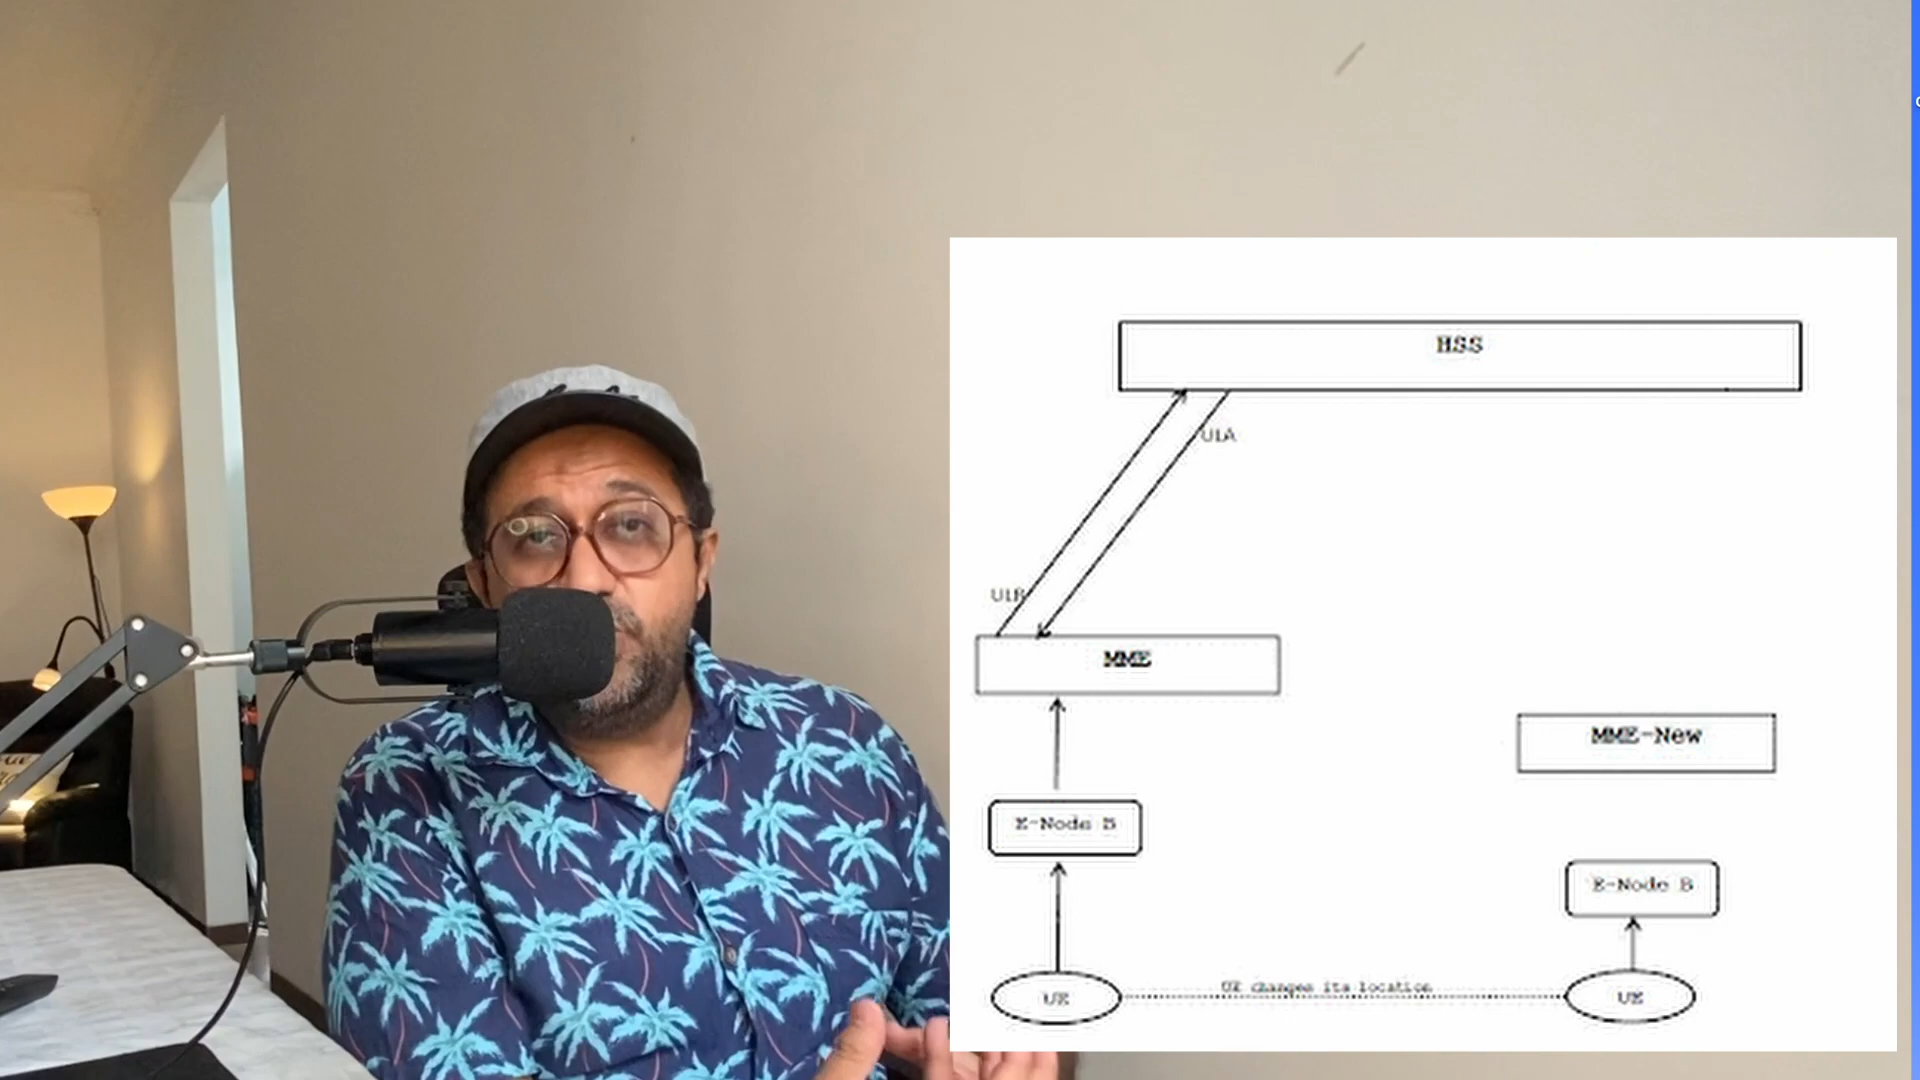 HSS
ULA
ULR
MME
MME-New
E-Node B
E-Node B
UE changes its location
UE
UE